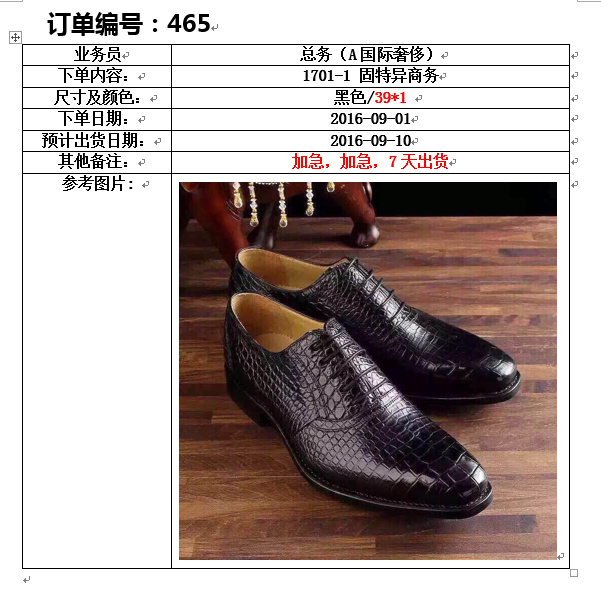 订单编号：465
业务员 总务（A国际奢侈）
下单内容： 1701-1 固特异商务
尺寸及颜色： 黑色/39*1
下单日期： 2016-09-01
预计出货日期： 2016-09-10
其他备注： 加急，加急，7天出货
参考图片：